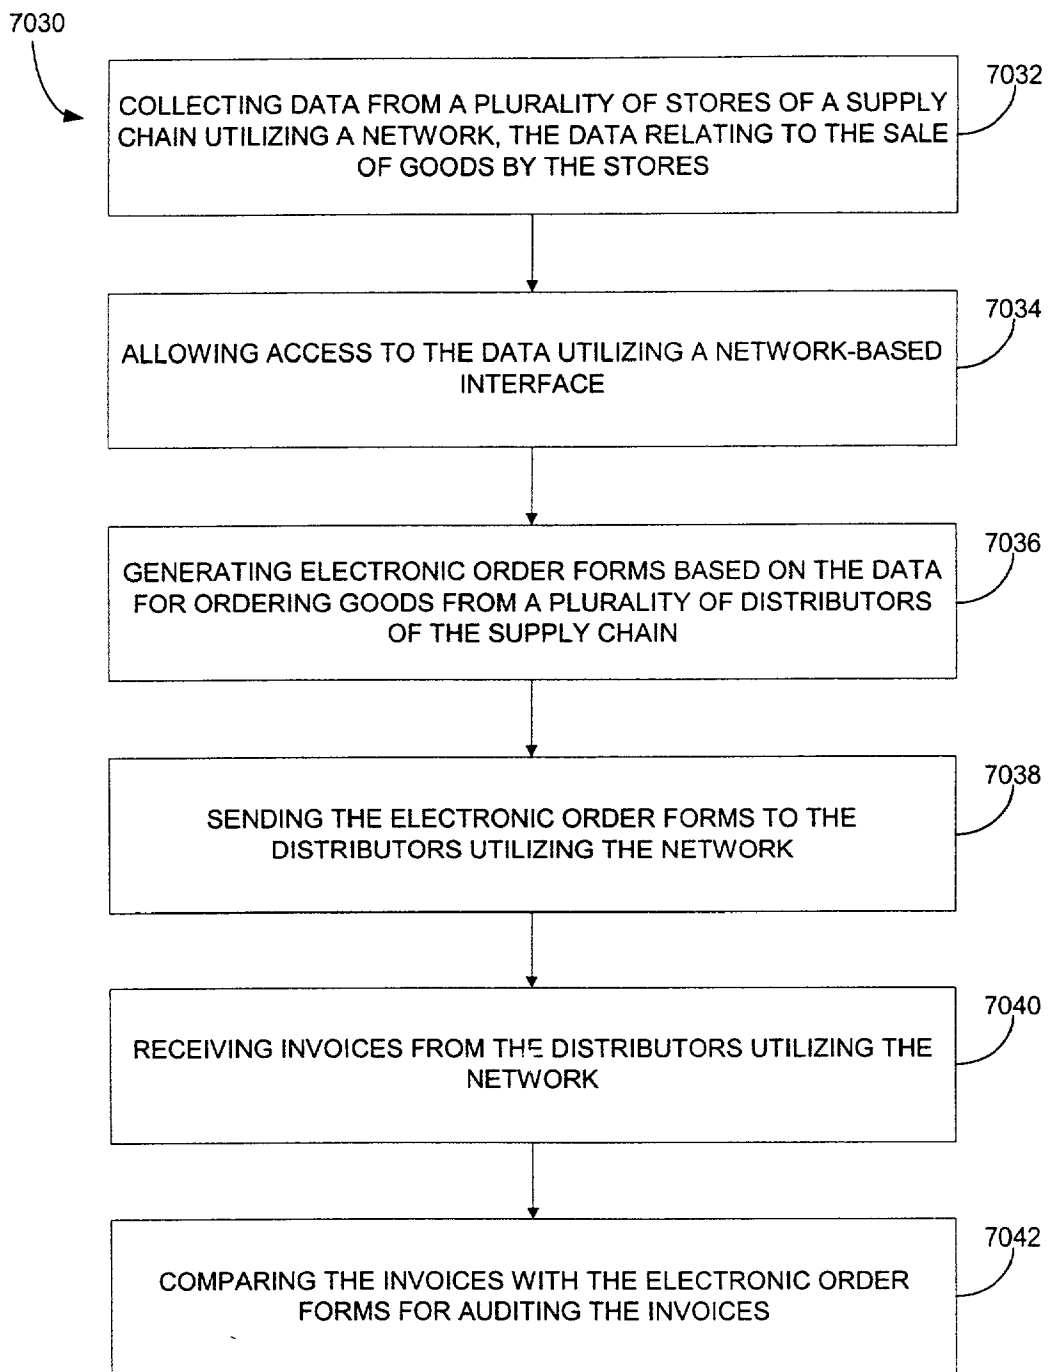 7030
7032
COLLECTING DATA FROM A PLURALITY OF STORES OF A SUPPLY
CHAIN UTILIZING A NETWORK, THE DATA RELATING TO THE SALE
OF GOODS BY THE STORES
7034
ALLOWING ACCESS TO THE DATA UTILIZING A NETWORK-BASED
INTERFACE
7036
GENERATING ELECTRONIC ORDER FORMS BASED ON THE DATA
FOR ORDERING GOODS FROM A PLURALITY OF DISTRIBUTORS
OF THE SUPPLY CHAIN
7038
SENDING THE ELECTRONIC ORDER FORMS TO THE
DISTRIBUTORS UTILIZING THE NETWORK
7040
RECEIVING INVOICES FROM THE DISTRIBUTORS UTILIZING THE
NETWORK
7042
COMPARING THE INVOICES WITH THE ELECTRONIC ORDER
FORMS FOR AUDITING THE INVOICES